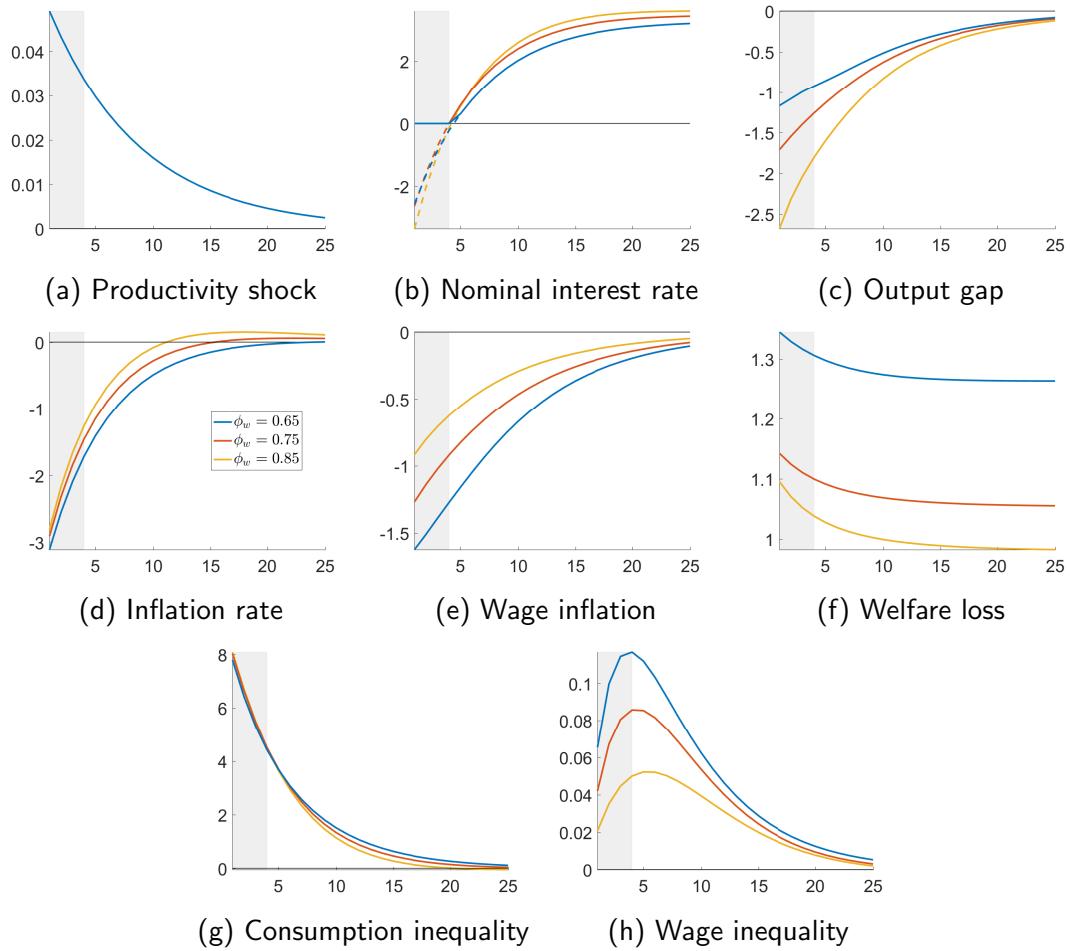 0.04
0.03
0.02
0.01
0
5 10 15 20 25
(a) Productivity shock
2
0
-2
5 10 15 20 25
(b) Nominal interest rate
0
-0.5
-1
-1.5
-2
-2.5
5 10 15 20 25
(c) Output gap
0
-1
-2
-3
5 10 15 20 25
ϕ_w = 0.65
ϕ_w = 0.75
ϕ_w = 0.85
(d) Inflation rate
0
-0.5
-1
-1.5
5 10 15 20 25
(e) Wage inflation
1.3
1.2
1.1
1
5 10 15 20 25
(f) Welfare loss
8
6
4
2
0
5 10 15 20 25
(g) Consumption inequality
0.1
0.08
0.06
0.04
0.02
0
5 10 15 20 25
(h) Wage inequality